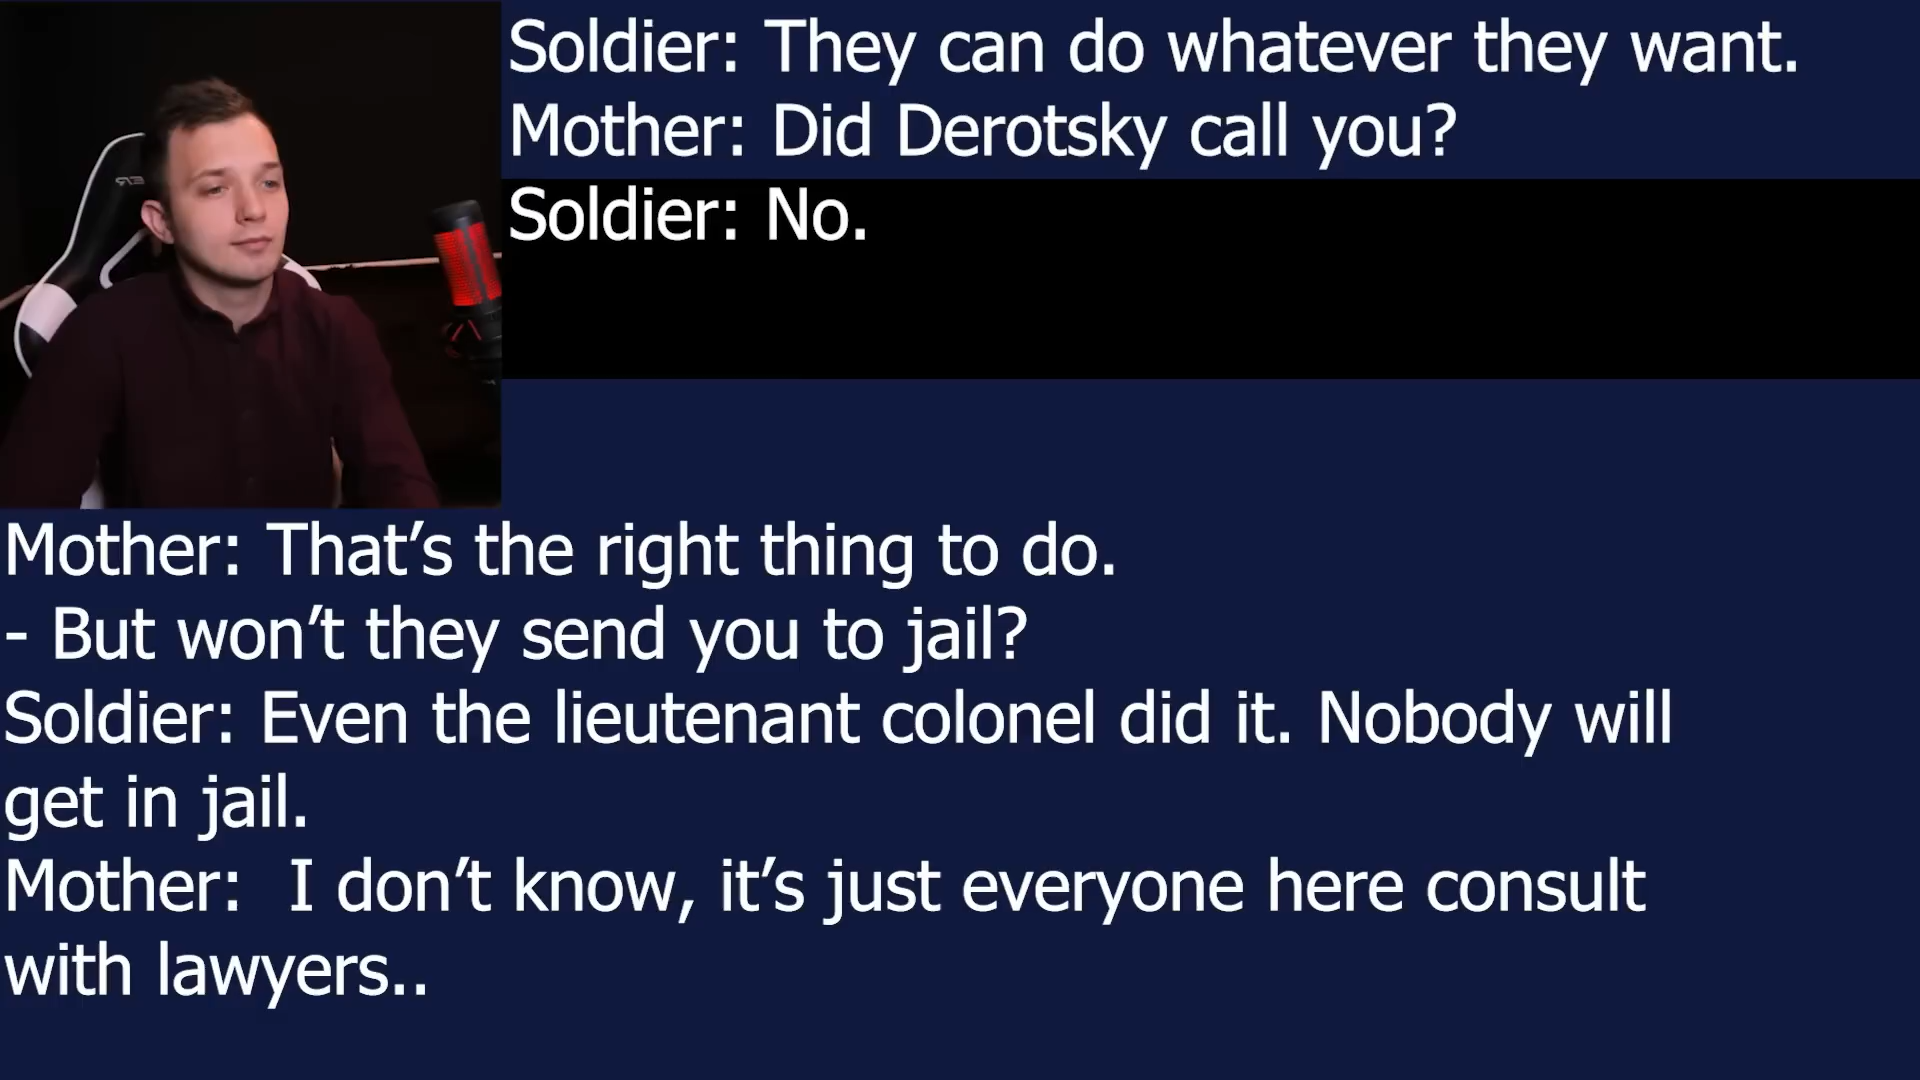 Soldier: They can do whatever they want.
Mother: Did Derotsky call you?
Soldier: No.
Mother: That’s the right thing to do.
- But won’t they send you to jail?
Soldier: Even the lieutenant colonel did it. Nobody will
get in jail.
Mother:  I don’t know, it’s just everyone here consult
with lawyers..